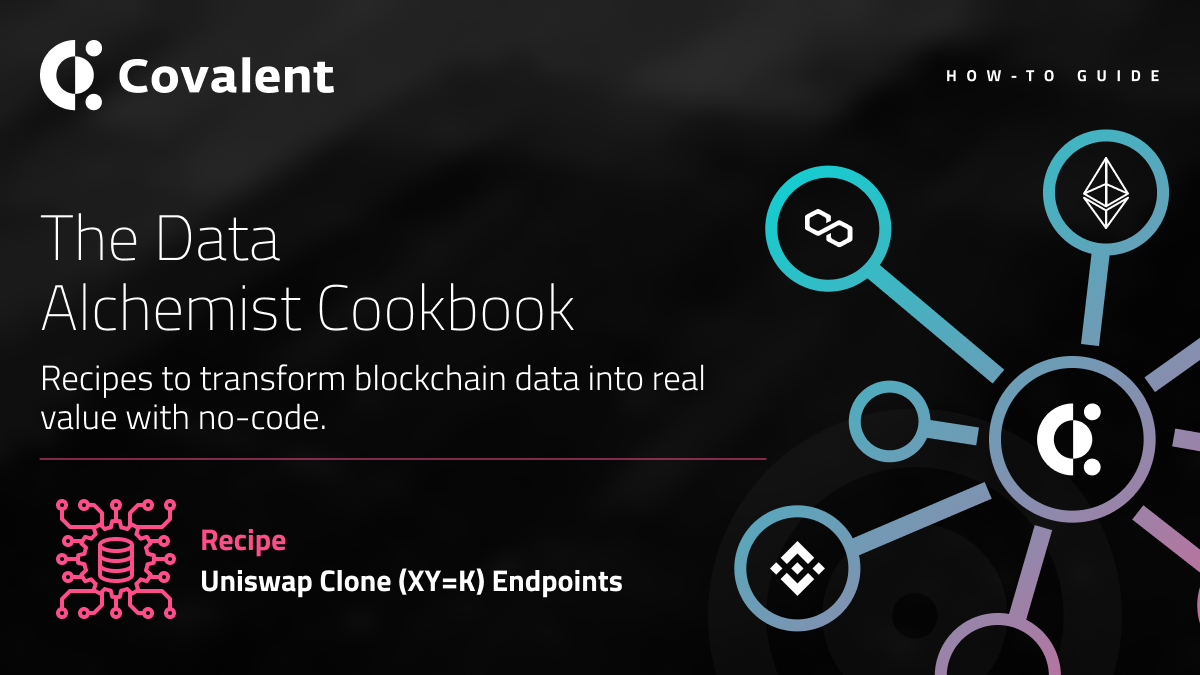 Covalent
HOW-TO GUIDE
The Data
Alchemist Cookbook
Recipes to transform blockchain data into real
value with no-code.
Recipe
Uniswap Clone (XY=K) Endpoints